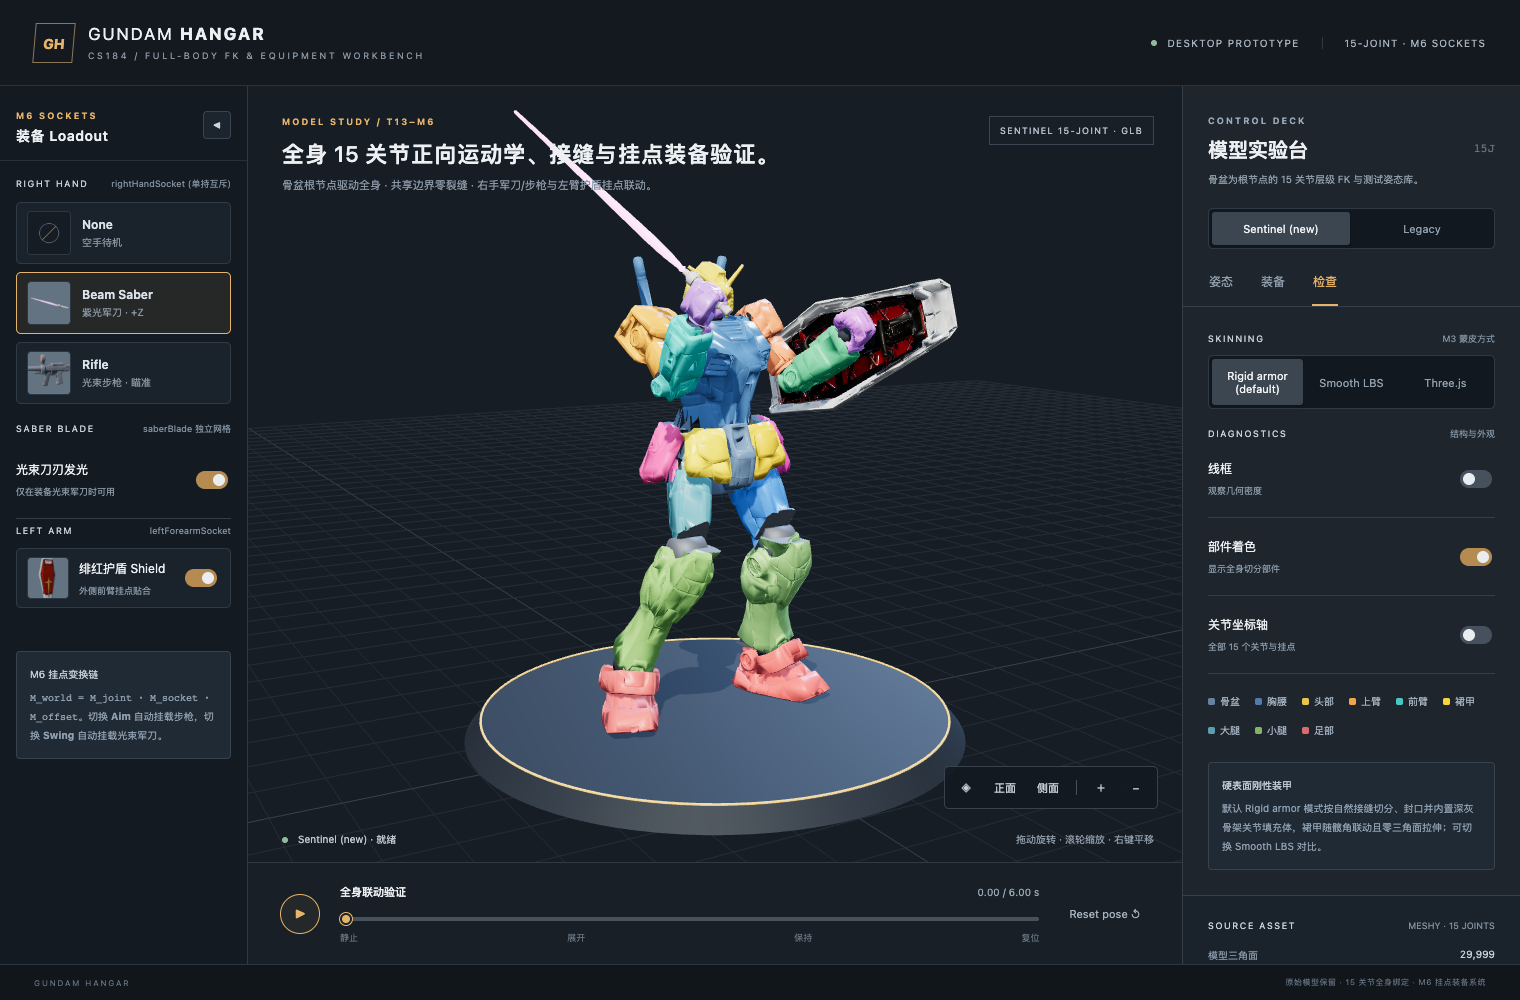 GH
GUNDAM HANGAR
CS184 / FULL-BODY FK & EQUIPMENT WORKBENCH
DESKTOP PROTOTYPE
15-JOINT · M6 SOCKETS
M6 SOCKETS
装备 Loadout
RIGHT HAND
rightHandSocket (单持互斥)
None
空手待机
Beam Saber
紫光军刀 · +Z
Rifle
光束步枪 · 瞄准
SABER BLADE
saberBlade 独立网格
光束刀刃发光
仅在装备光束军刀时可用
LEFT ARM
leftForearmSocket
绯红护盾 Shield
外侧前臂挂点贴合
M6 挂点变换链
M_world = M_joint · M_socket ·
M_offset。切换 Aim 自动挂载步枪，切
换 Swing 自动挂载光束军刀。
MODEL STUDY / T13–M6
全身 15 关节正向运动学、接缝与挂点装备验证。
骨盆根节点驱动全身 · 共享边界零裂缝 · 右手军刀/步枪与左臂护盾挂点联动。
SENTINEL 15-JOINT · GLB
正面
侧面
+
−
Sentinel (new) · 就绪
拖动旋转 · 滚轮缩放 · 右键平移
全身联动验证
0.00 / 6.00 s
静止
展开
保持
复位
Reset pose
CONTROL DECK
模型实验台
15J
骨盆为根节点的 15 关节层级 FK 与测试姿态库。
Sentinel (new)
Legacy
姿态
装备
检查
SKINNING
M3 蒙皮方式
Rigid armor
(default)
Smooth LBS
Three.js
DIAGNOSTICS
结构与外观
线框
观察几何密度
部件着色
显示全身切分部件
关节坐标轴
全部 15 个关节与挂点
骨盆
胸腰
头部
上臂
前臂
裙甲
大腿
小腿
足部
硬表面刚性装甲
默认 Rigid armor 模式按自然接缝切分、封口并内置深灰
骨架关节填充体，裙甲随髋角联动且零三角面拉伸；可切
换 Smooth LBS 对比。
SOURCE ASSET
MESHY · 15 JOINTS
模型三角面
29,999
GUNDAM HANGAR
原始模型保留 · 15 关节全身绑定 · M6 挂点装备系统